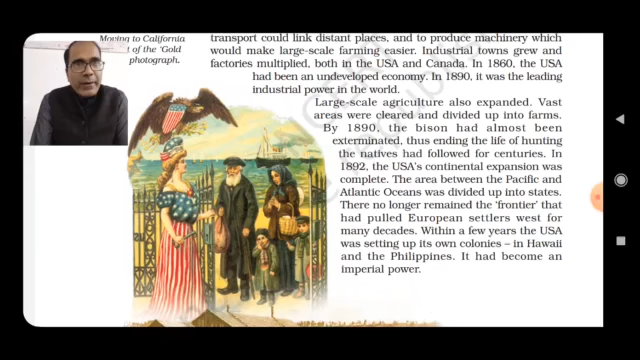 Moving to California
of the 'Gold
photograph.
transport could link distant places, and to produce machinery which
would make large-scale farming easier. Industrial towns grew and
factories multiplied, both in the USA and Canada. In 1860, the USA
had been an undeveloped economy. In 1890, it was the leading
industrial power in the world.
Large-scale agriculture also expanded. Vast
areas were cleared and divided up into farms.
By 1890, the bison had almost been
exterminated, thus ending the life of hunting
the natives had followed for centuries. In
1892, the USA's continental expansion was
complete. The area between the Pacific and
Atlantic Oceans was divided up into states.
There no longer remained the 'frontier' that
had pulled European settlers west for
many decades. Within a few years the USA
was setting up its own colonies – in Hawaii
and the Philippines. It had become an
imperial power.